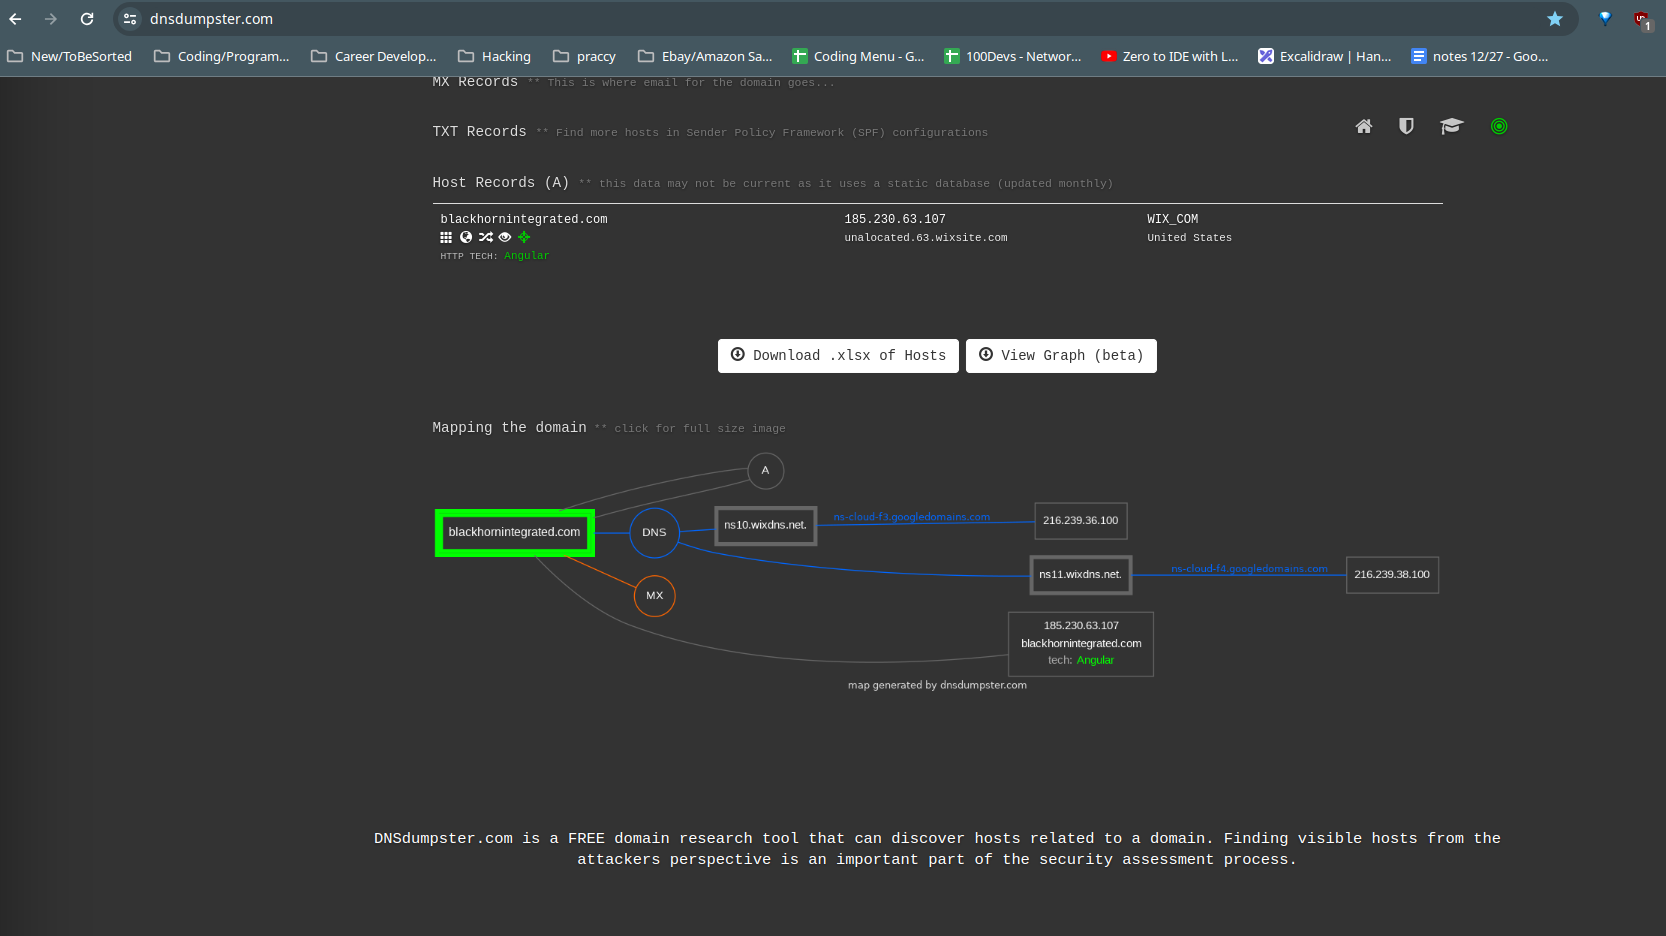 dnsdumpster.com
1
New/ToBeSorted
Coding/Program...
Career Develop...
Hacking
praccy
Ebay/Amazon Sa...
Coding Menu - G...
100Devs - Networ...
Zero to IDE with L...
Excalidraw | Han...
notes 12/27 - Goo...
MX Records ** This is where email for the domain goes...
TXT Records ** Find more hosts in Sender Policy Framework (SPF) configurations
Host Records (A) ** this data may not be current as it uses a static database (updated monthly)
blackhornintegrated.com 185.230.63.107 WIX_COM
unalocated.63.wixsite.com United States
HTTP TECH: Angular
Download .xlsx of Hosts
View Graph (beta)
Mapping the domain ** click for full size image
A
blackhornintegrated.com
DNS
ns10.wixdns.net.
ns-cloud-f3.googledomains.com
216.239.36.100
ns11.wixdns.net.
ns-cloud-f4.googledomains.com
216.239.38.100
MX
185.230.63.107
blackhornintegrated.com
tech: Angular
map generated by dnsdumpster.com
DNSdumpster.com is a FREE domain research tool that can discover hosts related to a domain. Finding visible hosts from the
attackers perspective is an important part of the security assessment process.